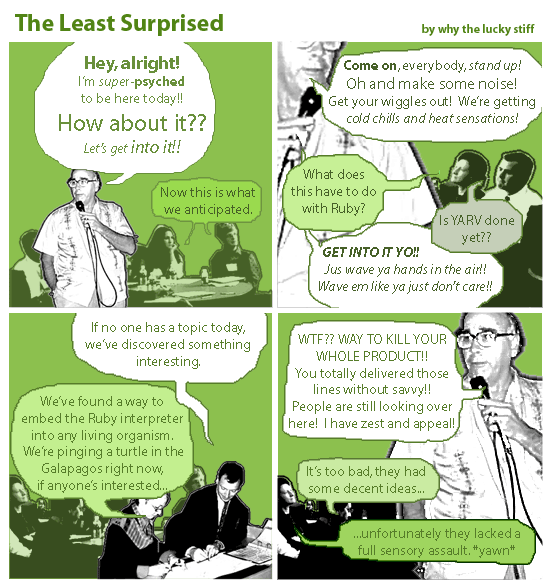 The Least Surprised
by why the lucky stiff
Hey, alright!
I'm super-psyched
to be here today!!
How about it??
Let's get into it!!
Now this is what
we anticipated.
Come on, everybody, stand up!
Oh and make some noise!
Get your wiggles out! We're getting
cold chills and heat sensations!
What does
this have to do
with Ruby?
Is YARV done
yet??
GET INTO IT YO!!
Jus wave ya hands in the air!!
Wave em like ya just don't care!!
If no one has a topic today,
we've discovered something
interesting.
We've found a way to
embed the Ruby interpreter
into any living organism.
We're pinging a turtle in the
Galapagos right now,
if anyone's interested...
WTF?? WAY TO KILL YOUR
WHOLE PRODUCT!!
You totally delivered those
lines without savvy!!
People are still looking over
here! I have zest and appeal!
It's too bad, they had
some decent ideas...
...unfortunately they lacked a
full sensory assault. *yawn*